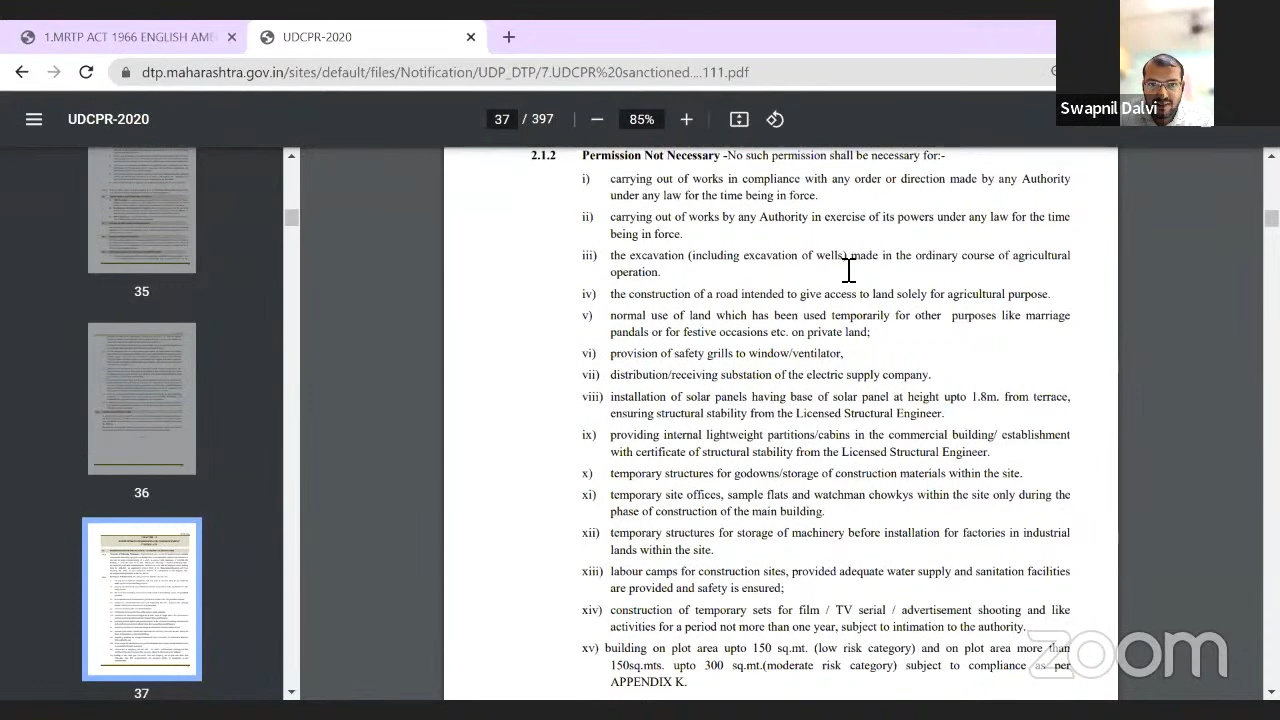 1.MRTP ACT 1966 ENGLISH AME
UDCPR-2020
dtp.maharashtra.gov.in/sites/default/files/Notification/UDP_DTP/7.UDCPR%20sanctioned....111.pdf
Swapnil Dalvi
UDCPR-2020
37 / 397
85%
2.1.2 Permission Not Necessary -No such permission shall be necessary for:-
i) carrying out of works in compliance with any order or direction made by any Authority
under any law for the time being in force.
ii) carrying out of works by any Authority in exercise of its powers under any law for the time
being in force.
iii) the excavation (including excavation of wells) made in the ordinary course of agricultural
operation.
iv) the construction of a road intended to give access to land solely for agricultural purpose.
v) normal use of land which has been used temporarily for other purposes like marriage
pandals or for festive occasions etc. on private land;
vi) provision of safety grills to window/ventilator,
vii) distribution/receiving substation of the electric supply company.
viii) installation of solar panels having base of solar panel at height upto 1.8m. from terrace,
ensuring structural stability from the Licensed Structural Engineer.
ix) providing internal lightweight partitions/cabins in the commercial building/ establishment
with certificate of structural stability from the Licensed Structural Engineer.
x) temporary structures for godowns/storage of construction materials within the site.
xi) temporary site offices, sample flats and watchman chowkys within the site only during the
phase of construction of the main building.
xii) temporary structures for storage of machinery before installation for factories in industrial
lands within the site.
xiii) labour camps for construction sites, provided adequate water supply and sanitation facilities
are provided and safety is ensured;
xiv) construction of temporary sets for film / TV serial / advertisement shooting and like
activities for a period not more than one year, subject to intimation to the authority.
xv) buildings on plot area upto 150 sq.m. (low risk category) and on plot area more than
150sq.mts. upto 300 sq.mt.(moderate risk category) subject to compliance per
APPENDIX K.
35
36
37
zoom